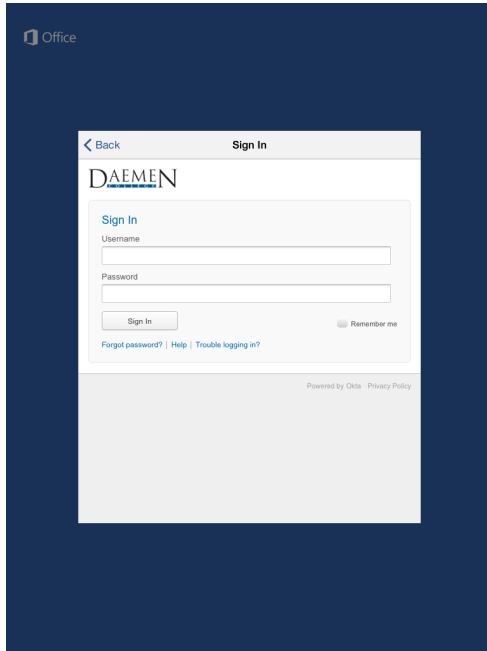 Office
Back
Sign In
DAEMEN
COLLEGE
Sign In
Username
Password
Sign In
Remember me
Forgot password? | Help | Trouble logging in?
Powered by Okta Privacy Policy